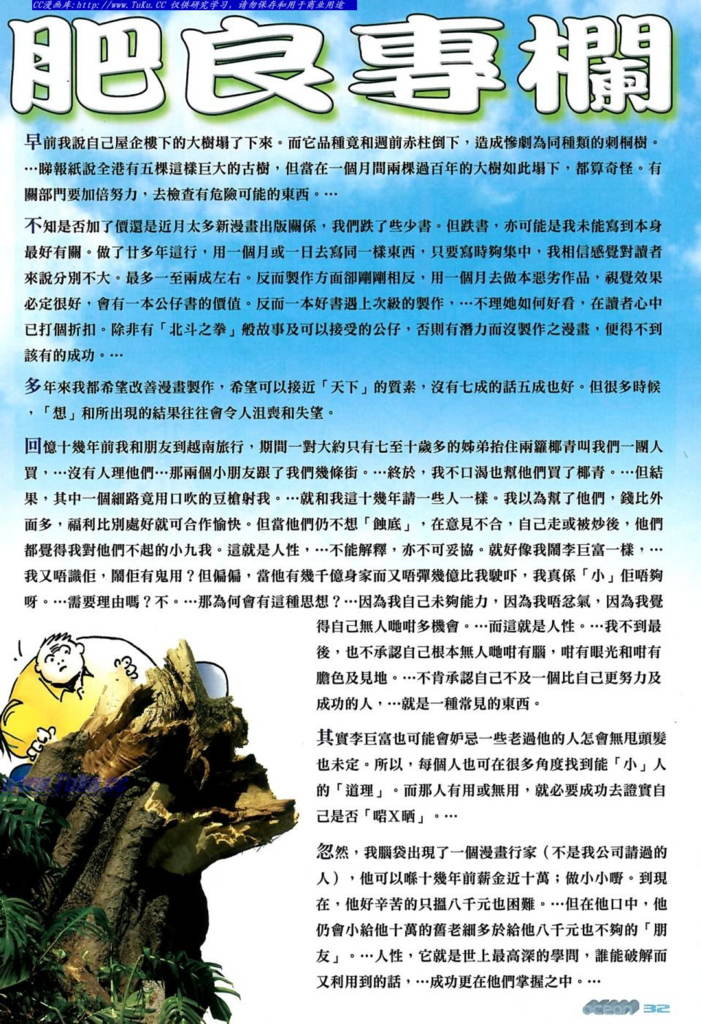 CC漫画库:http://www.TuKu.CC 仅供研究学习，请勿保存和用于商业用途
肥良專欄
早前我說自己屋企樓下的大樹塌了下來。而它品種竟和週前赤柱倒下，造成慘劇為同種類的刺桐樹。
…睇報紙說全港有五棵這樣巨大的古樹，但當在一個月間兩棵過百年的大樹如此塌下，都算奇怪。有
關部門要加倍努力，去檢查有危險可能的東西。…
不知是否加了價還是近月太多新漫畫出版關係，我們跌了些少書。但跌書，亦可能是我未能寫到本身
最好有關。做了廿多年這行，用一個月或一日去寫同一樣東西，只要寫時夠集中，我相信感覺對讀者
來說分別不大。最多一至兩成左右。反而製作方面卻剛剛相反，用一個月去做本惡劣作品，視覺效果
必定很好，會有一本公仔書的價值。反而一本好書遇上次級的製作，…不理她如何好看，在讀者心中
已打個折扣。除非有「北斗之拳」般故事及可以接受的公仔，否則有潛力而沒製作之漫畫，便得不到
該有的成功。…
多年來我都希望改善漫畫製作，希望可以接近「天下」的質素，沒有七成的話五成也好。但很多時候
，「想」和所出現的結果往往會令人沮喪和失望。
回憶十幾年前我和朋友到越南旅行，期間一對大約只有七至十歲多的姊弟抬住兩籮椰青叫我們一團人
買，…沒有人理他們…那兩個小朋友跟了我們幾條街。…終於，我不口渴也幫他們買了椰青。…但結
果，其中一個細路竟用口吹的豆槍射我。…就和我這十幾年請一些人一樣。我以為幫了他們，錢比外
面多，福利比別處好就可合作愉快。但當他們仍不想「蝕底」，在意見不合，自己走或被炒後，他們
都覺得我對他們不起的小九我。這就是人性，…不能解釋，亦不可妥協。就好像我鬧李巨富一樣，…
我又唔識佢，鬧佢有鬼用？但偏偏，當他有幾千億身家而又唔彈幾億比我駛吓，我真係「小」佢唔夠
呀。…需要理由嗎？不。…那為何會有這種思想？…因為我自己未夠能力，因為我唔忿氣，因為我覺
得自己無人哋咁多機會。…而這就是人性。…我不到最
後，也不承認自己根本無人哋咁有腦，咁有眼光和咁有
膽色及見地。…不肯承認自己不及一個比自己更努力及
成功的人，…就是一種常見的東西。
其實李巨富也可能會妒忌一些老過他的人怎會無甩頭髮
也未定。所以，每個人也可在很多角度找到能「小」人
的「道理」。而那人有用或無用，就必要成功去證實自
己是否「啱X晒」。…
忽然，我腦袋出現了一個漫畫行家（不是我公司請過的
人），他可以喺十幾年前薪金近十萬；做小小嘢。到現
在，他好辛苦的只搵八千元也困難。…但在他口中，他
仍會小給他十萬的舊老細多於給他八千元也不夠的「朋
友」。…人性，它就是世上最高深的學問，誰能破解而
又利用到的話，…成功更在他們掌握之中。…
OCEAN 32